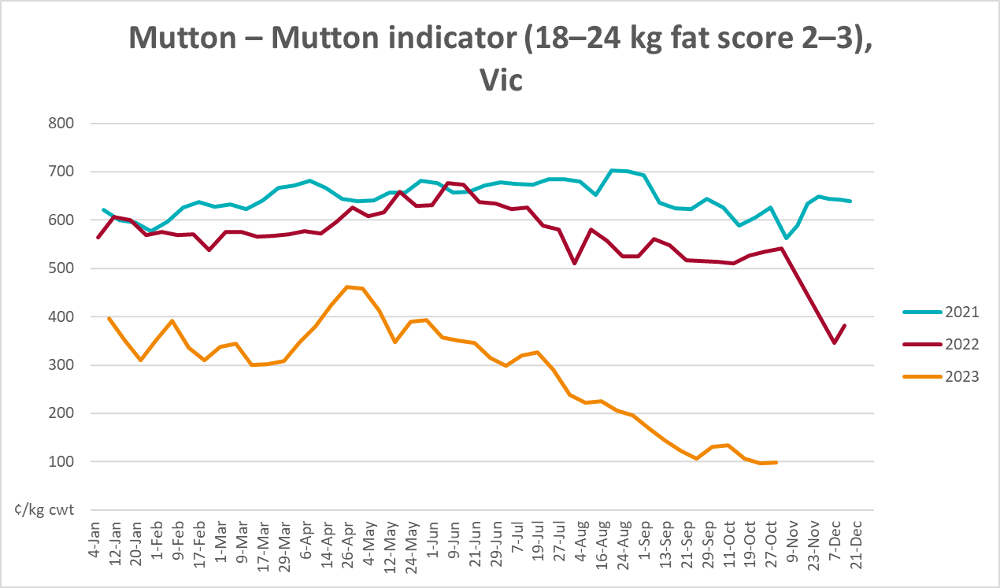 Mutton – Mutton indicator (18–24 kg fat score 2–3),
Vic
800
700
600
500
400
300
200
100
¢/kg cwt
4-Jan
12-Jan
20-Jan
1-Feb
9-Feb
17-Feb
1-Mar
9-Mar
17-Mar
29-Mar
6-Apr
14-Apr
26-Apr
4-May
12-May
24-May
1-Jun
9-Jun
21-Jun
29-Jun
7-Jul
19-Jul
27-Jul
4-Aug
16-Aug
24-Aug
1-Sep
13-Sep
21-Sep
29-Sep
11-Oct
19-Oct
27-Oct
9-Nov
23-Nov
7-Dec
21-Dec
2021
2022
2023